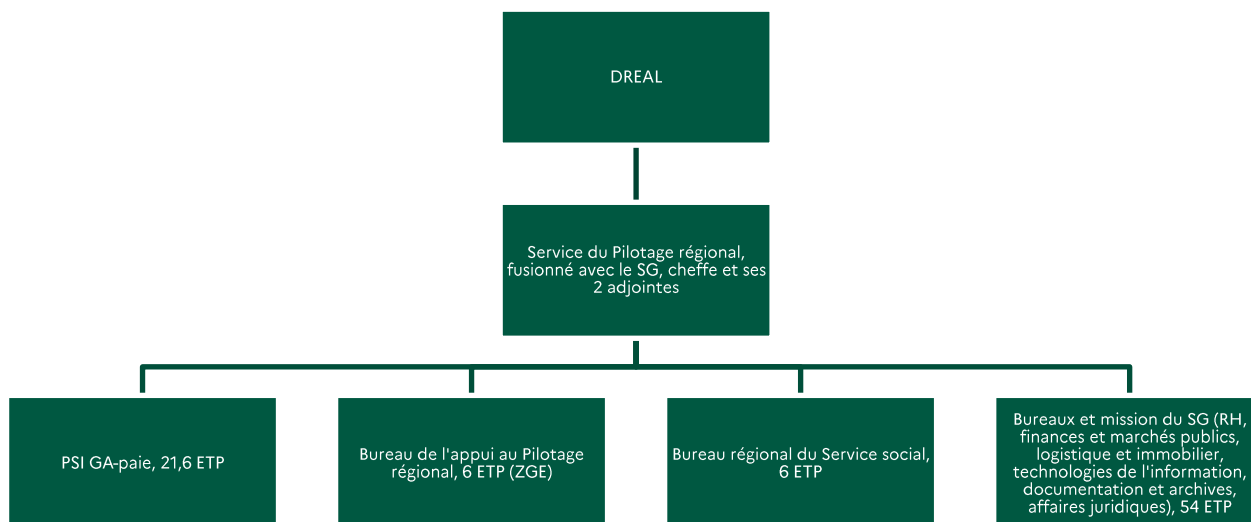 DREAL
Service du Pilotage régional,
fusionné avec le SG, cheffe et ses
2 adjointes
PSI GA-paie, 21,6 ETP
Bureau de l'appui au Pilotage
régional, 6 ETP (ZGE)
Bureau régional du Service social,
6 ETP
Bureaux et mission du SG (RH,
finances et marchés publics,
logistique et immobilier,
technologies de l'information,
documentation et archives,
affaires juridiques), 54 ETP